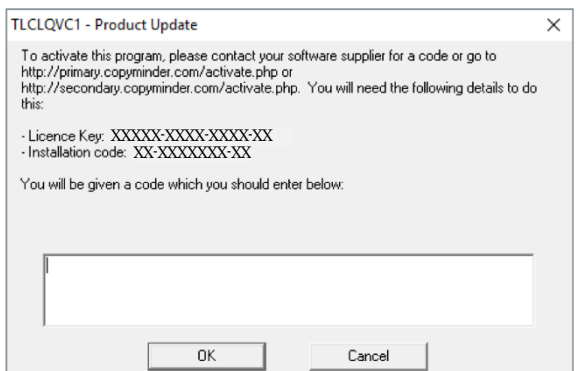 TLCLQVC1 - Product Update
To activate this program, please contact your software supplier for a code or go to
http://primary.copyminder.com/activate.php or
http://secondary.copyminder.com/activate.php. You will need the following details to do
this:
- Licence Key: XXXXX-XXXX-XXXX-XX
- Installation code: XX-XXXXXXX-XX
You will be given a code which you should enter below:
OK Cancel